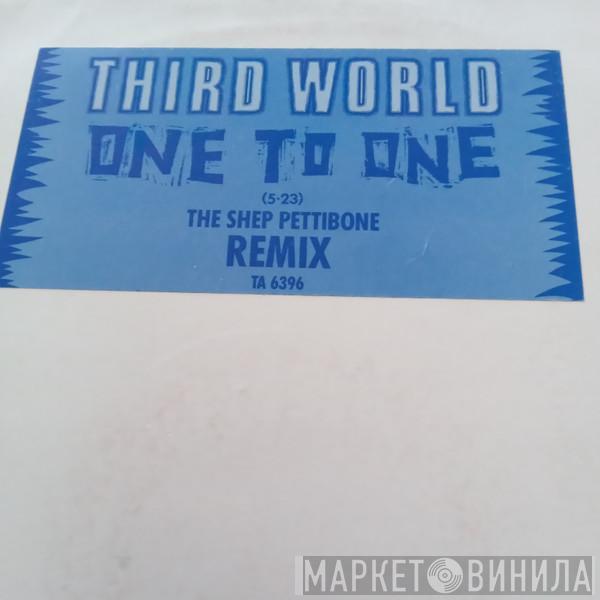 THIRD WORLD
ONE TO ONE
(5·23)
THE SHEP PETTIBONE
REMIX
TA 6396
МАРКЕТ ВИНИЛА